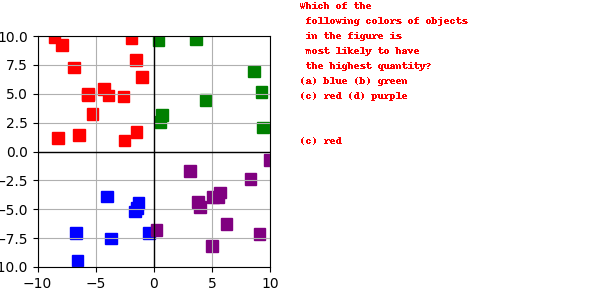 Which of the
following colors of objects
in the figure is
most likely to have
the highest quantity?
(a) blue (b) green
(c) red (d) purple
(c) red
10.0
7.5
5.0
2.5
0.0
−2.5
−5.0
−7.5
10.0
−10 −5 0 5 10